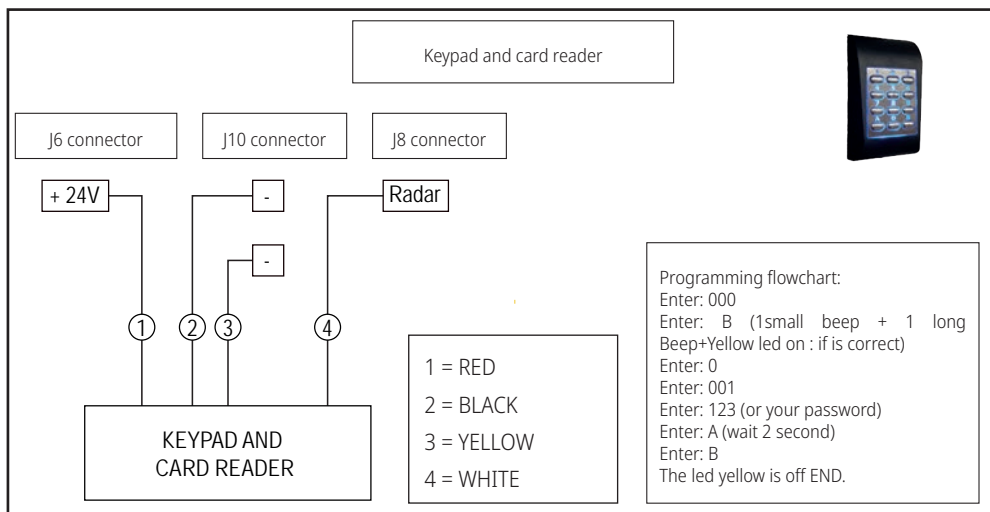 Keypad and card reader
J6 connector
J10 connector
J8 connector
+ 24V
-
Radar
-
1
2
3
4
KEYPAD AND
CARD READER
1 = RED
2 = BLACK
3 = YELLOW
4 = WHITE
Programming flowchart:
Enter: 000
Enter: B (1small beep + 1 long
Beep+Yellow led on : if is correct)
Enter: 0
Enter: 001
Enter: 123 (or your password)
Enter: A (wait 2 second)
Enter: B
The led yellow is off END.